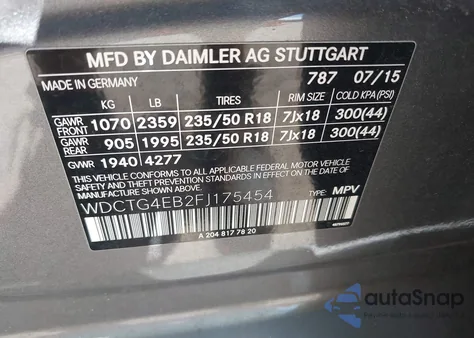 MFD BY DAIMLER AG STUTTGART
MADE IN GERMANY 787 07/15
KG LB TIRES RIM SIZE COLD KPA(PSI)
GAWR FRONT 1070 2359 235/50 R18 7Jx18 300(44)
GAWR REAR 905 1995 235/50 R18 7Jx18 300(44)
GVWR 1940 4277
THIS VEHICLE CONFORMS TO ALL APPLICABLE FEDERAL MOTOR VEHICLE
SAFETY, BUMPER, AND THEFT PREVENTION STANDARDS IN EFFECT ON
THE DATE OF MANUFACTURE SHOWN ABOVE.
WDCTG4EB2FJ175454 TYPE: MPV
A 204 817 78 20
autoSnap